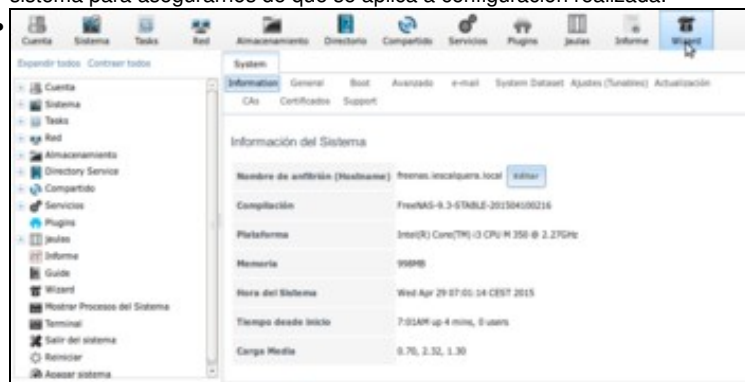 sistema para asegurarnos de que se aplica a configuración realizada.
Cuenta Sistema Tasks Red Almacenamiento Directorio Compartido Servicios Plugins Jaulas Informe Wizard
Expandir todos Contraer todos
System
Information General Boot Avanzado e-mail System Dataset Ajustes (Tunables) Actualización
CAs Certificados Support
Cuenta
Sistema
Tasks
Red
Almacenamiento
Directory Service
Compartido
Servicios
Plugins
Jaulas
Informe
Guide
Wizard
Mostrar Procesos del Sistema
Terminal
Salir del sistema
Reiniciar
Apagar sistema
Información del Sistema
Nombre de anfitrión (Hostname) freenas.iescalquera.local Editar
Compilación FreeNAS-9.3-STABLE-201504100216
Plataforma Intel(R) Core(TM) i3 CPU M 350 @ 2.27GHz
Memoria 998MB
Hora del Sistema Wed Apr 29 07:01:14 CEST 2015
Tiempo desde inicio 7:01AM up 4 mins, 0 users
Carga Media 0.70, 2.32, 1.30